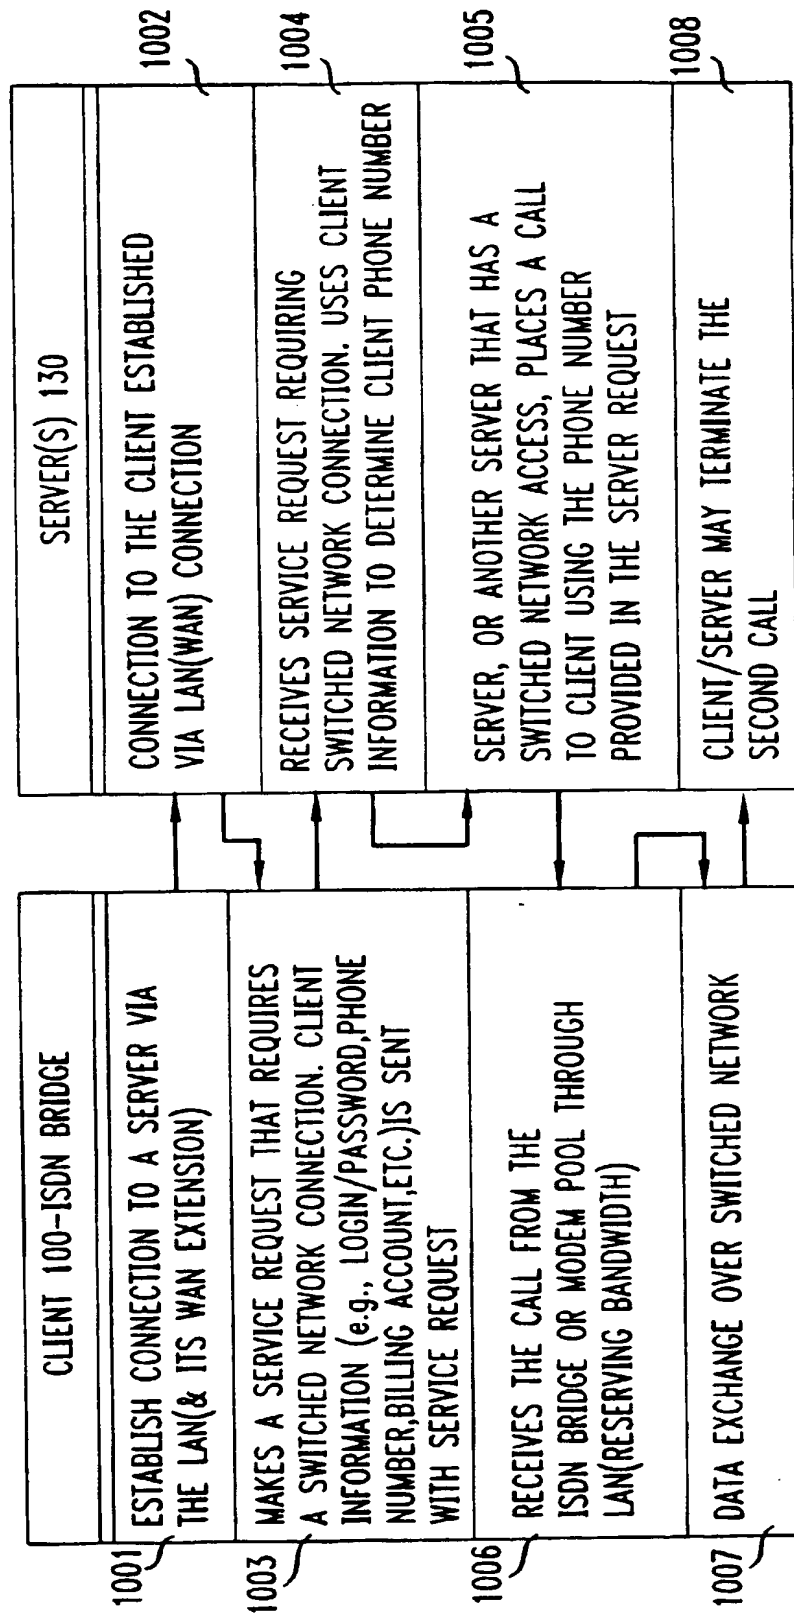 CLIENT 100-ISDN BRIDGE
1001
ESTABLISH CONNECTION TO A SERVER VIA
THE LAN(& ITS WAN EXTENSION)
1003
MAKES A SERVICE REQUEST THAT REQUIRES
A SWITCHED NETWORK CONNECTION. CLIENT
INFORMATION (e.g., LOGIN/PASSWORD,PHONE
NUMBER,BILLING ACCOUNT,ETC.)IS SENT
WITH SERVICE REQUEST
1006
RECEIVES THE CALL FROM THE
ISDN BRIDGE OR MODEM POOL THROUGH
LAN(RESERVING BANDWIDTH)
1007
DATA EXCHANGE OVER SWITCHED NETWORK
SERVER(S) 130
CONNECTION TO THE CLIENT ESTABLISHED
VIA LAN(WAN) CONNECTION
1002
RECEIVES SERVICE REQUEST REQUIRING
SWITCHED NETWORK CONNECTION. USES CLIENT
INFORMATION TO DETERMINE CLIENT PHONE NUMBER
1004
SERVER, OR ANOTHER SERVER THAT HAS A
SWITCHED NETWORK ACCESS, PLACES A CALL
TO CLIENT USING THE PHONE NUMBER
PROVIDED IN THE SERVER REQUEST
1005
CLIENT/SERVER MAY TERMINATE THE
SECOND CALL
1008